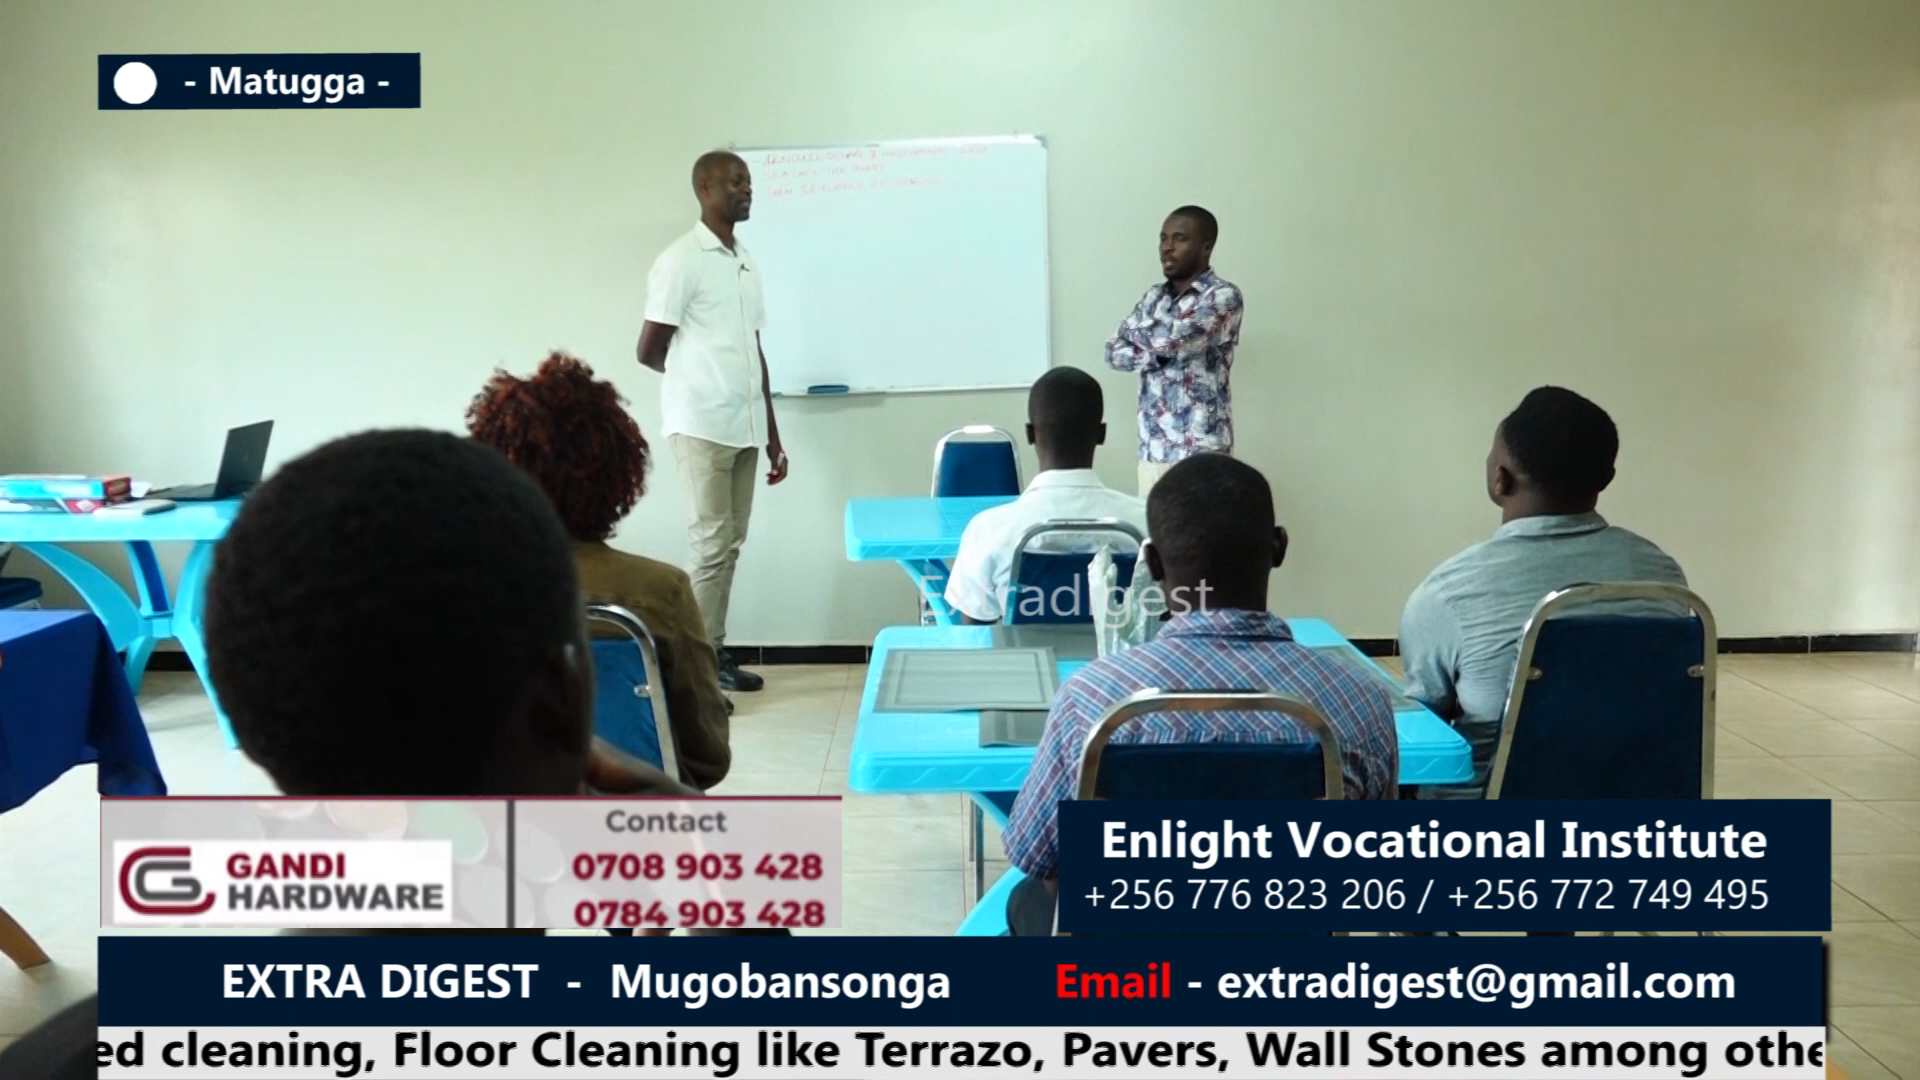 - Matugga -
Extradigest
Contact
GANDI
HARDWARE
0708 903 428
0784 903 428
Enlight Vocational Institute
+256 776 823 206 / +256 772 749 495
EXTRA DIGEST - Mugobansonga Email - extradigest@gmail.com
ed cleaning, Floor Cleaning like Terrazo, Pavers, Wall Stones among othe